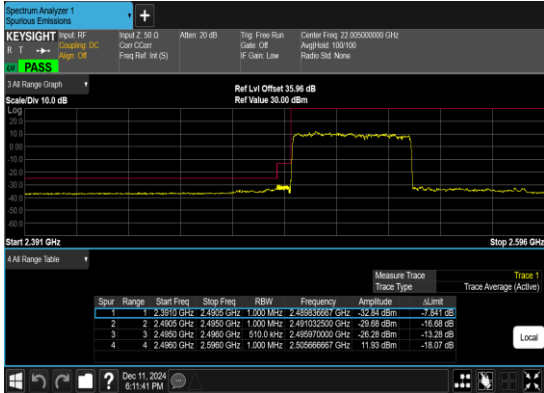 Spectrum Analyzer 1
Spurious Emissions
KEYSIGHT Input: RF Input Z: 50 Ω Atten: 20 dB Trig: Free Run Center Freq: 22.005000000 GHz
R T Coupling: DC Corr CCorr Gate: Off Avg|Hold: 100/100
Align: Off Freq Ref: Int (S) IF Gain: Low Radio Std: None
PASS
3 All Range Graph
Ref Lvl Offset 35.96 dB
Scale/Div 10.0 dB Ref Value 30.00 dBm
Log
20.0
10.0
0.00
-10.0
-20.0
-30.0
-40.0
-50.0
-60.0
Start 2.391 GHz Stop 2.596 GHz
4 All Range Table
Measure Trace Trace 1
Trace Type Trace Average (Active)
Spur Range Start Freq Stop Freq RBW Frequency Amplitude ΔLimit
1 1 2.3910 GHz 2.4905 GHz 1.000 MHz 2.489836667 GHz -32.84 dBm -7.841 dB
2 2 2.4905 GHz 2.4950 GHz 1.000 MHz 2.491032500 GHz -29.68 dBm -16.68 dB
3 3 2.4950 GHz 2.4960 GHz 510.0 kHz 2.495970000 GHz -26.28 dBm -13.28 dB
4 4 2.4960 GHz 2.5960 GHz 1.000 MHz 2.505666667 GHz 11.93 dBm -18.07 dB
Local
Dec 11, 2024
6:11:41 PM